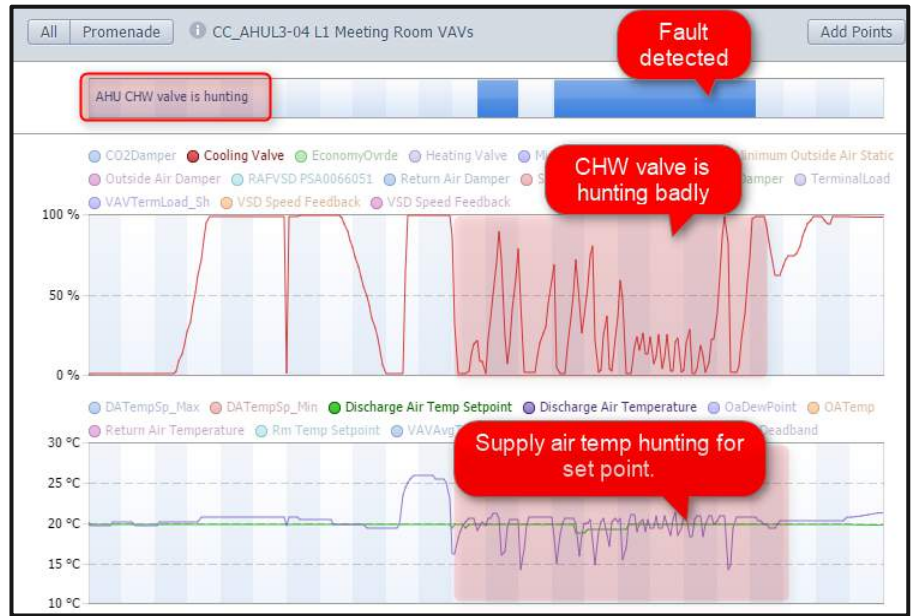 All Promenade CC_AHUL3-04 L1 Meeting Room VAVs Add Points
Fault
detected
AHU CHW valve is hunting
CO2Damper Cooling Valve EconomyOvrde Heating Valve Minimum Outside Air Static
Outside Air Damper RAFVSD PSA0066051 Return Air Damper Damper TerminalLoad
VAVTermLoad_Sh VSD Speed Feedback VSD Speed Feedback
CHW valve is
hunting badly
100 %
50 %
0 %
DATempSp_Max DATempSp_Min Discharge Air Temp Setpoint Discharge Air Temperature OaDewPoint OATemp
Return Air Temperature Rm Temp Setpoint Deadband
Supply air temp hunting for
set point.
30 °C
25 °C
20 °C
15 °C
10 °C